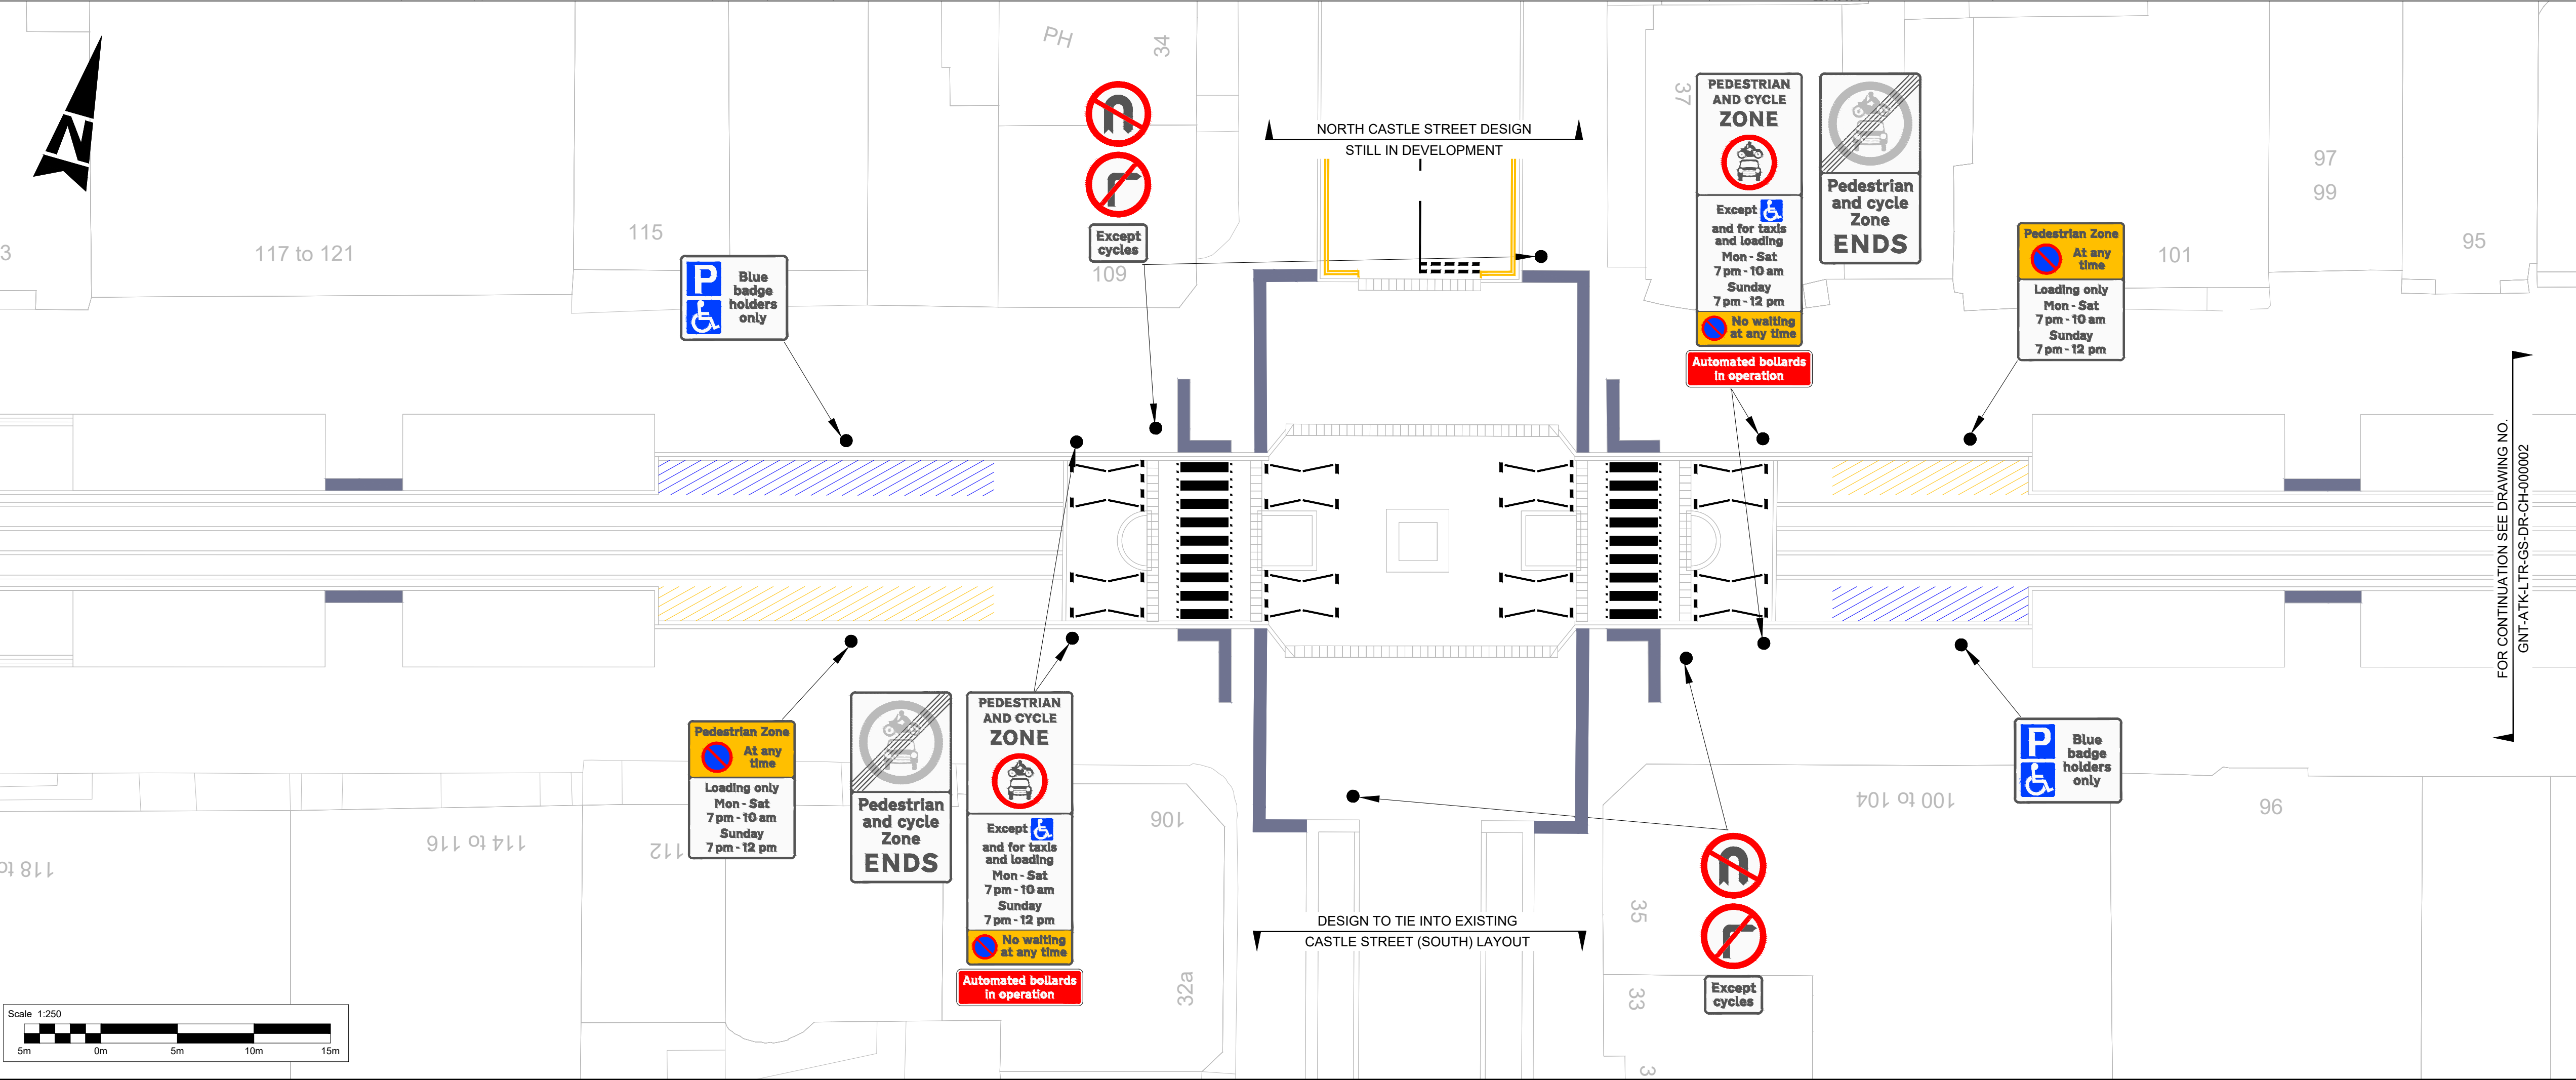 PH
34
37
NORTH CASTLE STREET DESIGN
STILL IN DEVELOPMENT
Except
cycles
109
PEDESTRIAN
AND CYCLE
ZONE
Except
and for taxis
and loading
Mon - Sat
7 pm - 10 am
Sunday
7 pm - 12 pm
No waiting
at any time
Automated bollards
in operation
Pedestrian
and cycle
Zone
ENDS
97
99
Pedestrian Zone
At any
time
Loading only
Mon - Sat
7 pm - 10 am
Sunday
7 pm - 12 pm
101
95
N
3
117 to 121
115
P
Blue
badge
holders
only
FOR CONTINUATION SEE DRAWING NO.
GNT-ATK-LTR-GS-DR-CH-000002
Pedestrian Zone
At any
time
Loading only
Mon - Sat
7 pm - 10 am
Sunday
7 pm - 12 pm
Pedestrian
and cycle
Zone
ENDS
PEDESTRIAN
AND CYCLE
ZONE
Except
and for taxis
and loading
Mon - Sat
7 pm - 10 am
Sunday
7 pm - 12 pm
No waiting
at any time
Automated bollards
in operation
P
Blue
badge
holders
only
118 to
114 to 116
112
106
32a
100 to 104
96
35
33
3
DESIGN TO TIE INTO EXISTING
CASTLE STREET (SOUTH) LAYOUT
Except
cycles
Scale 1:250
5m 0m 5m 10m 15m